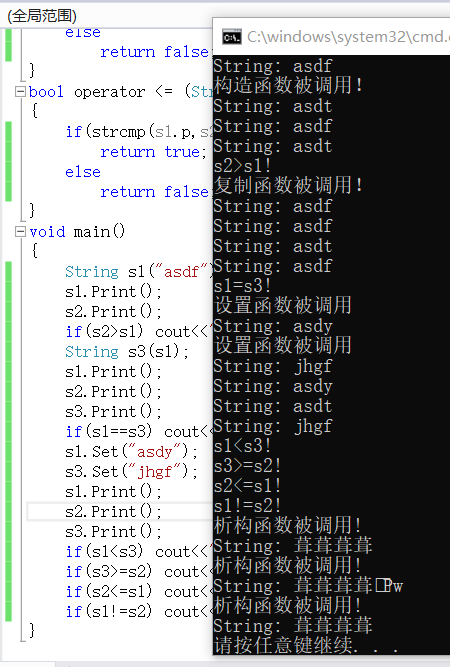 (全局范围)
else
return false
}
bool operator <= (Str
{
if(strcmp(s1.p,s
return true;
else
return false
}
void main()
{
String s1("asdf"
s1.Print();
s2.Print();
if(s2>s1) cout<<
String s3(s1);
s1.Print();
s2.Print();
s3.Print();
if(s1==s3) cout<<
s1.Set("asdy");
s3.Set("jhgf");
s1.Print();
s2.Print();
s3.Print();
if(s1<s3) cout<<
if(s3>=s2) cout<<
if(s2<=s1) cout<<
if(s1!=s2) cout<<
}
C:\windows\system32\cmd.e
String: asdf
构造函数被调用!
String: asdt
String: asdf
String: asdt
s2>s1!
复制函数被调用!
String: asdf
String: asdf
String: asdt
String: asdf
s1=s3!
设置函数被调用
String: asdy
设置函数被调用
String: jhgf
String: asdy
String: asdt
String: jhgf
s1<s3!
s3>=s2!
s2<=s1!
s1!=s2!
析构函数被调用!
String: 葺葺葺葺
析构函数被调用!
String: 葺葺葺葺
析构函数被调用!
String: 葺葺葺葺
请按任意键继续. . .